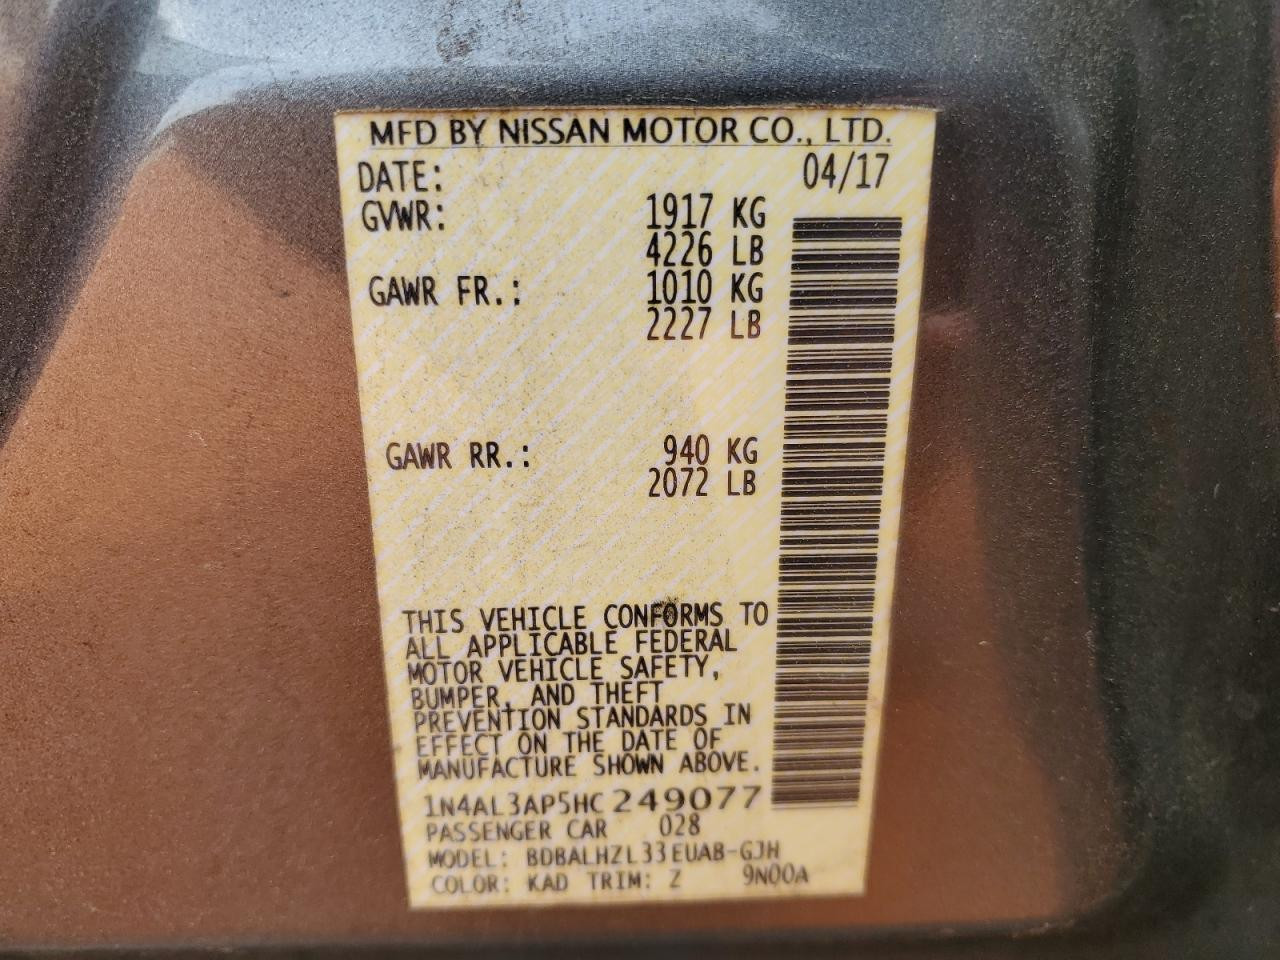 MFD BY NISSAN MOTOR CO., LTD.
DATE: 04/17
GVWR: 1917 KG
4226 LB
GAWR FR.: 1010 KG
2227 LB
GAWR RR.: 940 KG
2072 LB
THIS VEHICLE CONFORMS TO
ALL APPLICABLE FEDERAL
MOTOR VEHICLE SAFETY,
BUMPER, AND THEFT
PREVENTION STANDARDS IN
EFFECT ON THE DATE OF
MANUFACTURE SHOWN ABOVE.
1N4AL3AP5HC249077
PASSENGER CAR 028
MODEL: BDBALHZL33EUAB-GJH
COLOR: KAD TRIM: Z 9N00A